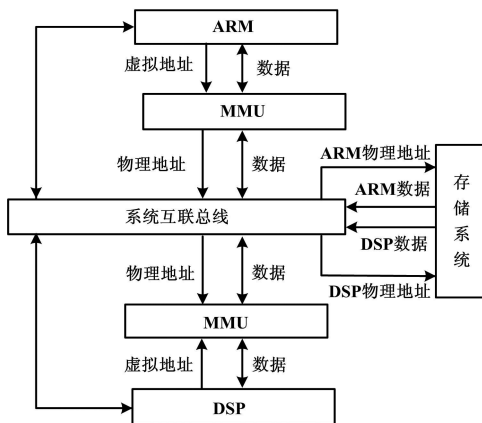 ARM
虚拟地址
数据
MMU
物理地址
数据
ARM物理地址
ARM数据
系统互联总线
DSP数据
DSP物理地址
存储系统
物理地址
数据
MMU
虚拟地址
数据
DSP